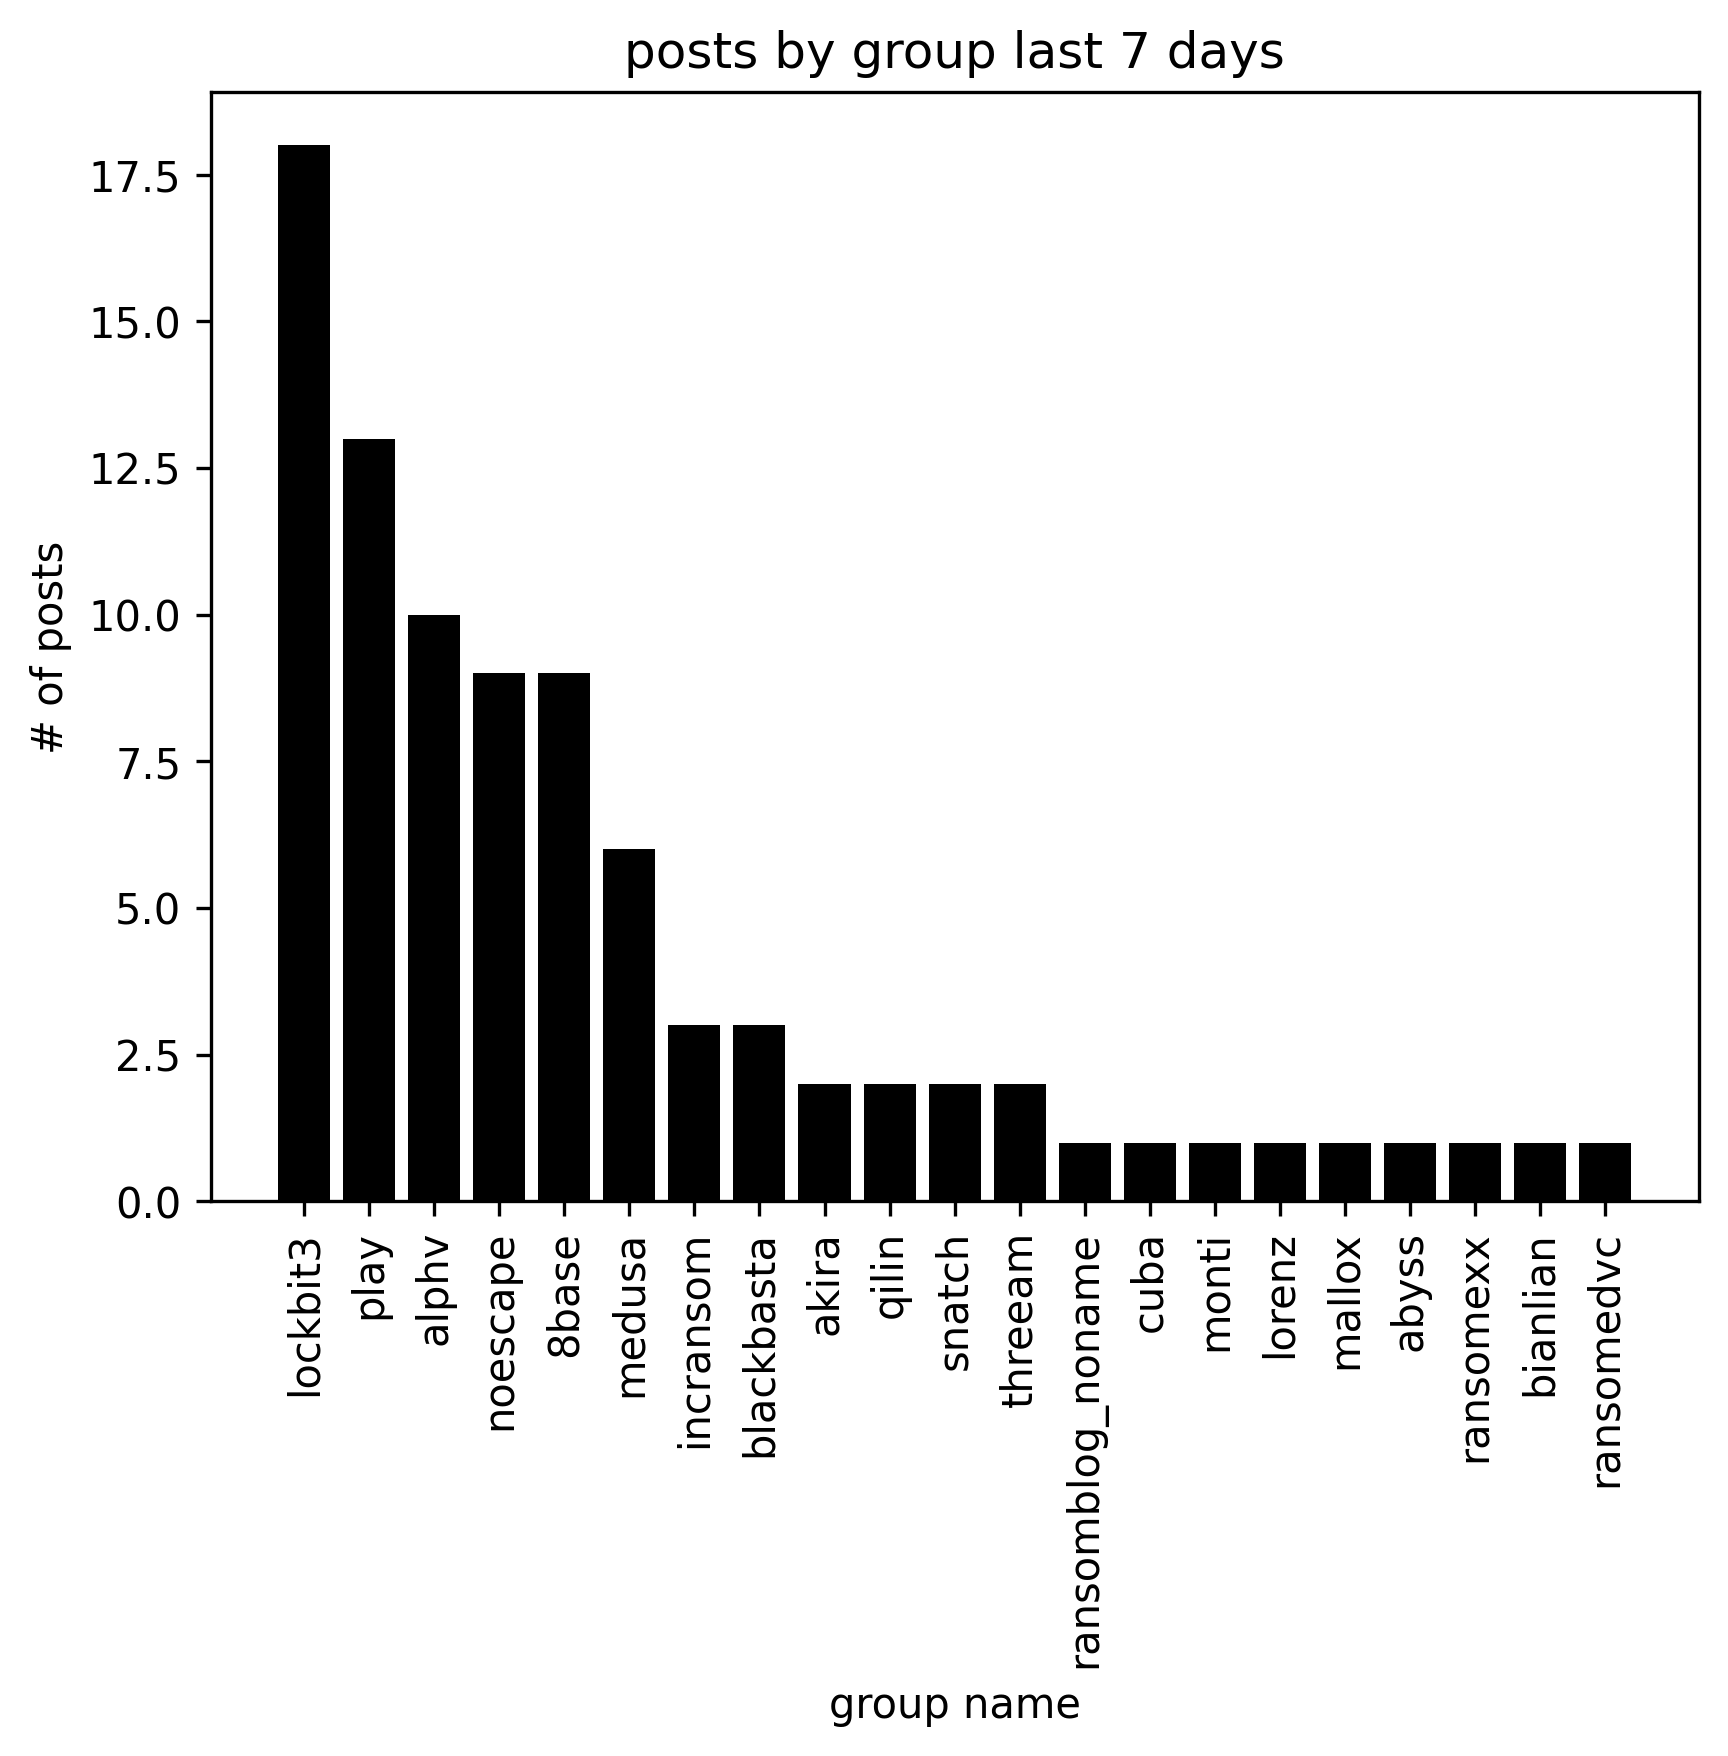 posts by group last 7 days
17.5
15.0
12.5
10.0
7.5
5.0
2.5
0.0
# of posts
lockbit3
play
alphv
noescape
8base
medusa
incransom
blackbasta
akira
qilin
snatch
threeam
ransomblog_noname
cuba
monti
lorenz
mallox
abyss
ransomexx
bianlian
ransomedvc
group name